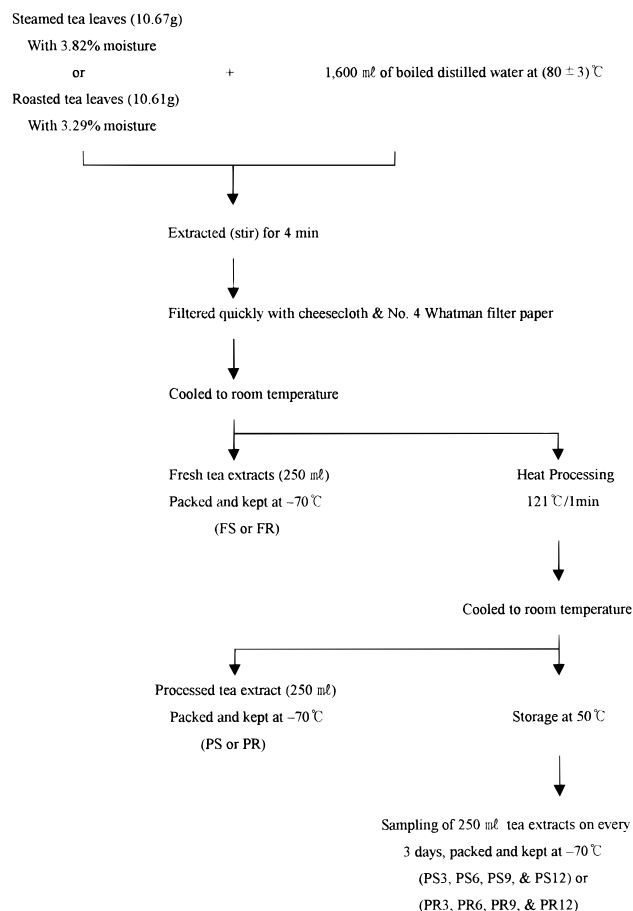 Steamed tea leaves (10.67g)
With 3.82% moisture
or + 1,600 ㎖ of boiled distilled water at (80 ± 3)℃
Roasted tea leaves (10.61g)
With 3.29% moisture
Extracted (stir) for 4 min
Filtered quickly with cheesecloth & No. 4 Whatman filter paper
Cooled to room temperature
Fresh tea extracts (250 ㎖)
Packed and kept at –70℃
(FS or FR)
Heat Processing
121℃/1min
Cooled to room temperature
Processed tea extract (250 ㎖)
Packed and kept at –70℃
(PS or PR)
Storage at 50℃
Sampling of 250 ㎖ tea extracts on every
3 days, packed and kept at –70℃
(PS3, PS6, PS9, & PS12) or
(PR3, PR6, PR9, & PR12)